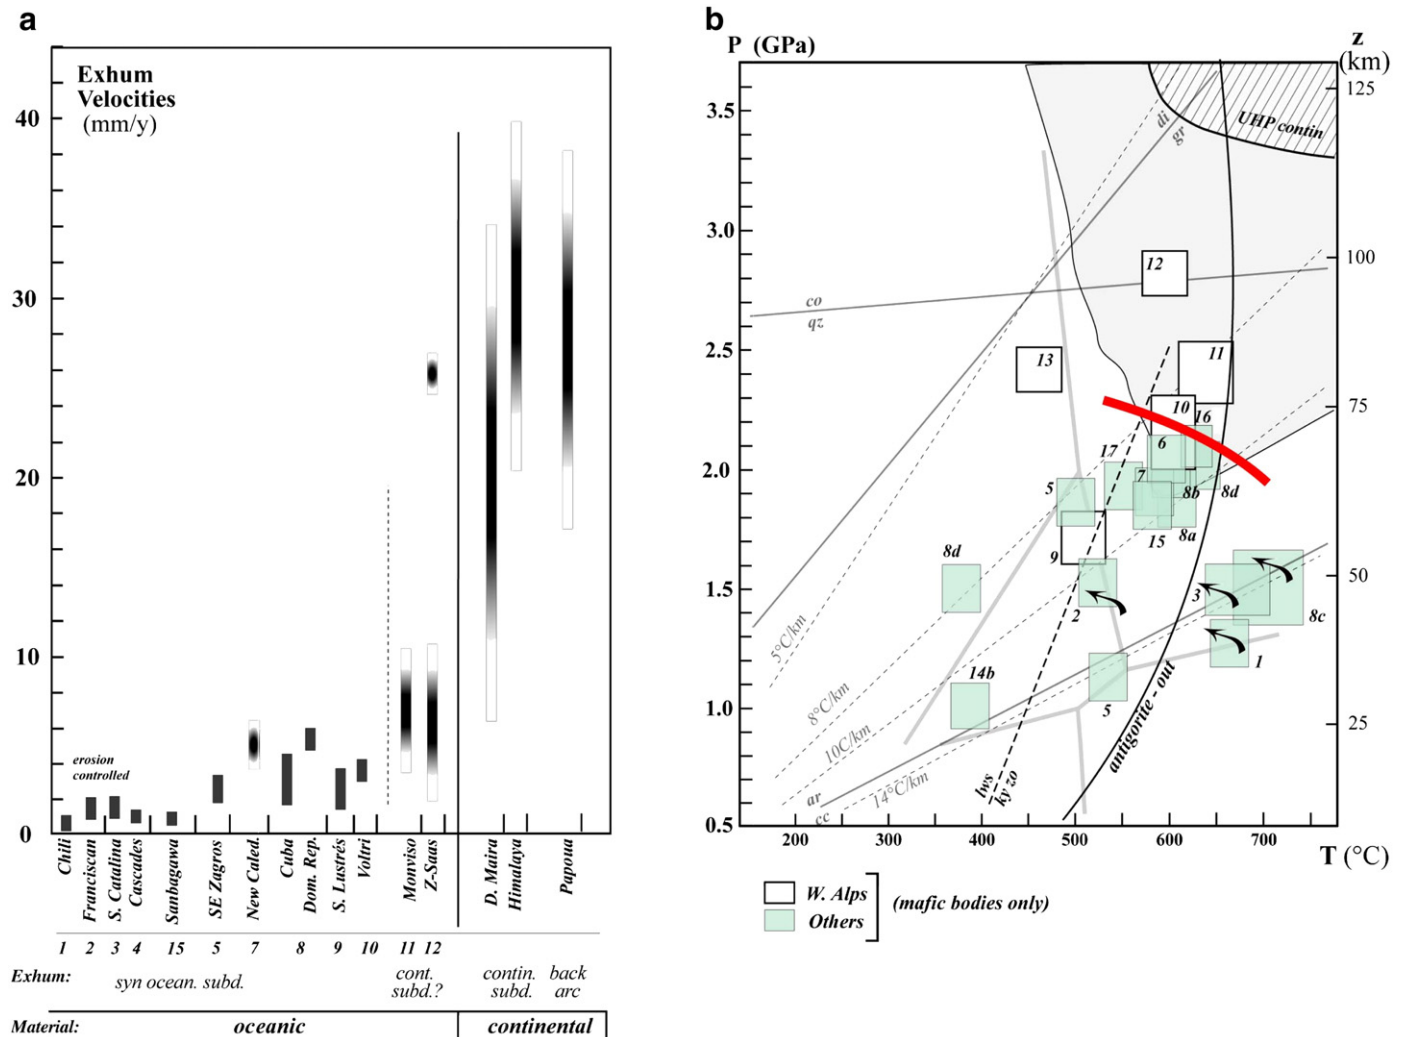 a
Exhum
Velocities
(mm/y)
40
30
20
10
0
erosion
controlled
Chili
Franciscan
S. Catalina
Cascades
Sanbagawa
SE Zagros
New Caled.
Cuba
Dom. Rep.
S. Lustrés
Voltri
Monviso
Z-Saas
D. Maira
Himalaya
Papoua
1 2 3 4 15 5 7 8 9 10 11 12
Exhum:
syn ocean. subd.
cont.
subd.?
contin.
subd.
back
arc
Material:
oceanic
continental
b
P (GPa)
z
(km)
3.5
3.0
2.5
2.0
1.5
1.0
0.5
125
100
75
50
25
200 300 400 500 600 700
T (°C)
UHP contin
di
gr
co
qz
12
13
11
10
16
6
17
7
5
8b
8d
15
8a
9
8d
2
3
8c
1
14b
5
5°C/km
8°C/km
10C/km
14°C/km
ar
cc
lws
ky zo
antigorite - out
W. Alps
Others
(mafic bodies only)